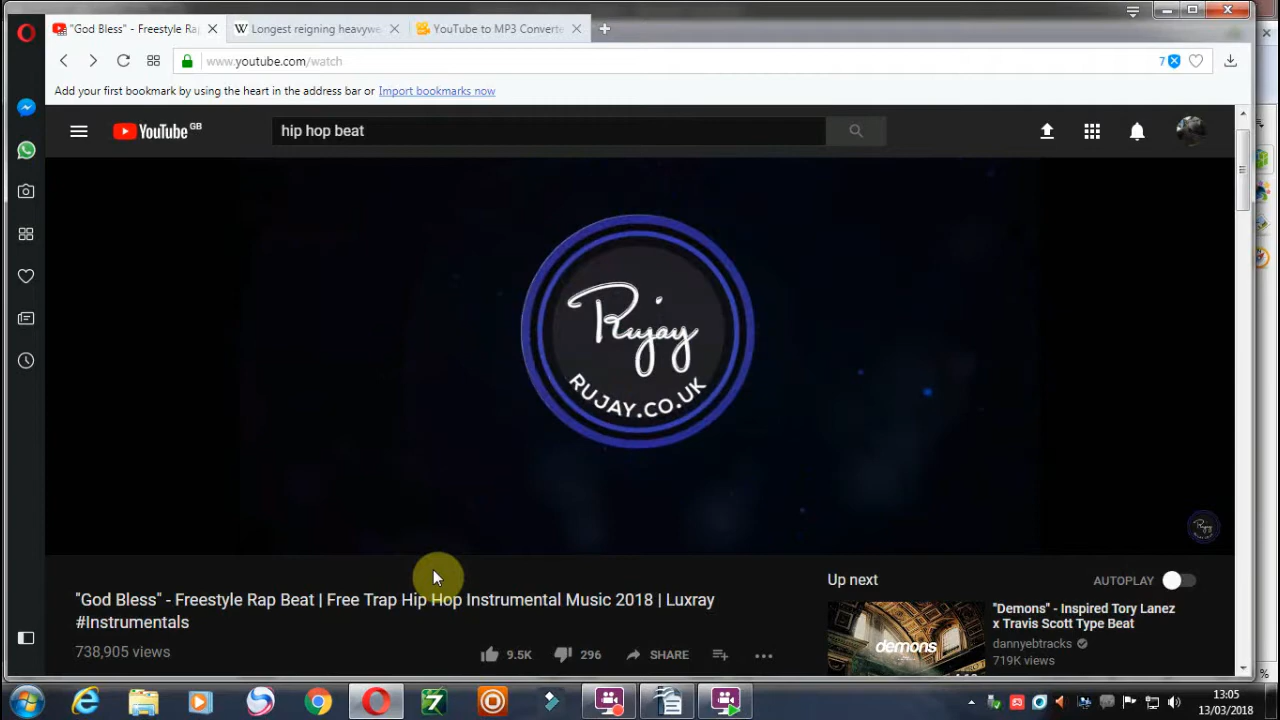 "God Bless" - Freestyle Ra
Longest reigning heavywe
YouTube to MP3 Converte
www.youtube.com/watch
7
Add your first bookmark by using the heart in the address bar or Import bookmarks now
YouTube GB
hip hop beat
Rujay
RUJAY.CO.UK
"God Bless" - Freestyle Rap Beat | Free Trap Hip Hop Instrumental Music 2018 | Luxray
#Instrumentals
738,905 views
9.5K
296
SHARE
Up next
AUTOPLAY
demons
"Demons" - Inspired Tory Lanez
x Travis Scott Type Beat
dannyebtracks
719K views
13:05
13/03/2018